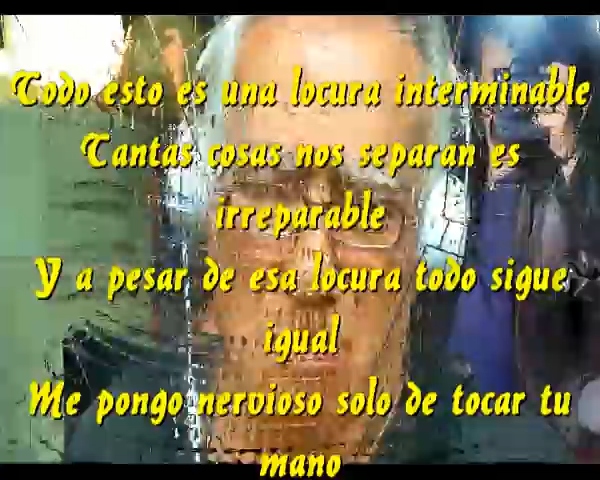 Todo esto es una locura interminable
Tantas cosas nos separan es
irreparable
Y a pesar de esa locura todo sigue
igual
Me pongo nervioso solo de tocar tu
mano